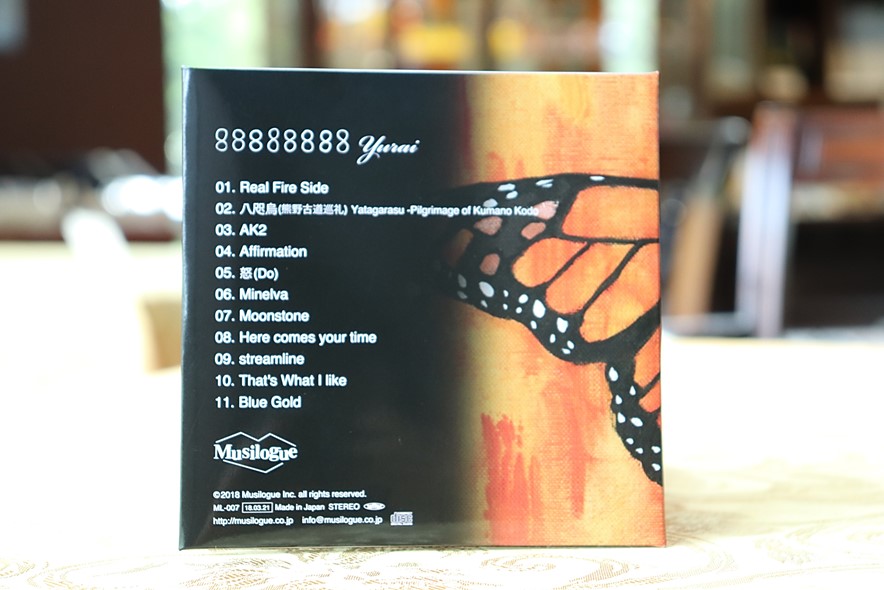 88888888 Yurai
01. Real Fire Side
02. 八咫烏(熊野古道巡礼) Yatagarasu -Pilgrimage of Kumano Kodo
03. AK2
04. Affirmation
05. 怒(Do)
06. Minelva
07. Moonstone
08. Here comes your time
09. streamline
10. That's What I like
11. Blue Gold
Musilogue
©2018 Musilogue Inc. all rights reserved.
ML-007 18.03.21 Made in Japan STEREO
http://musilogue.co.jp info@musilogue.co.jp